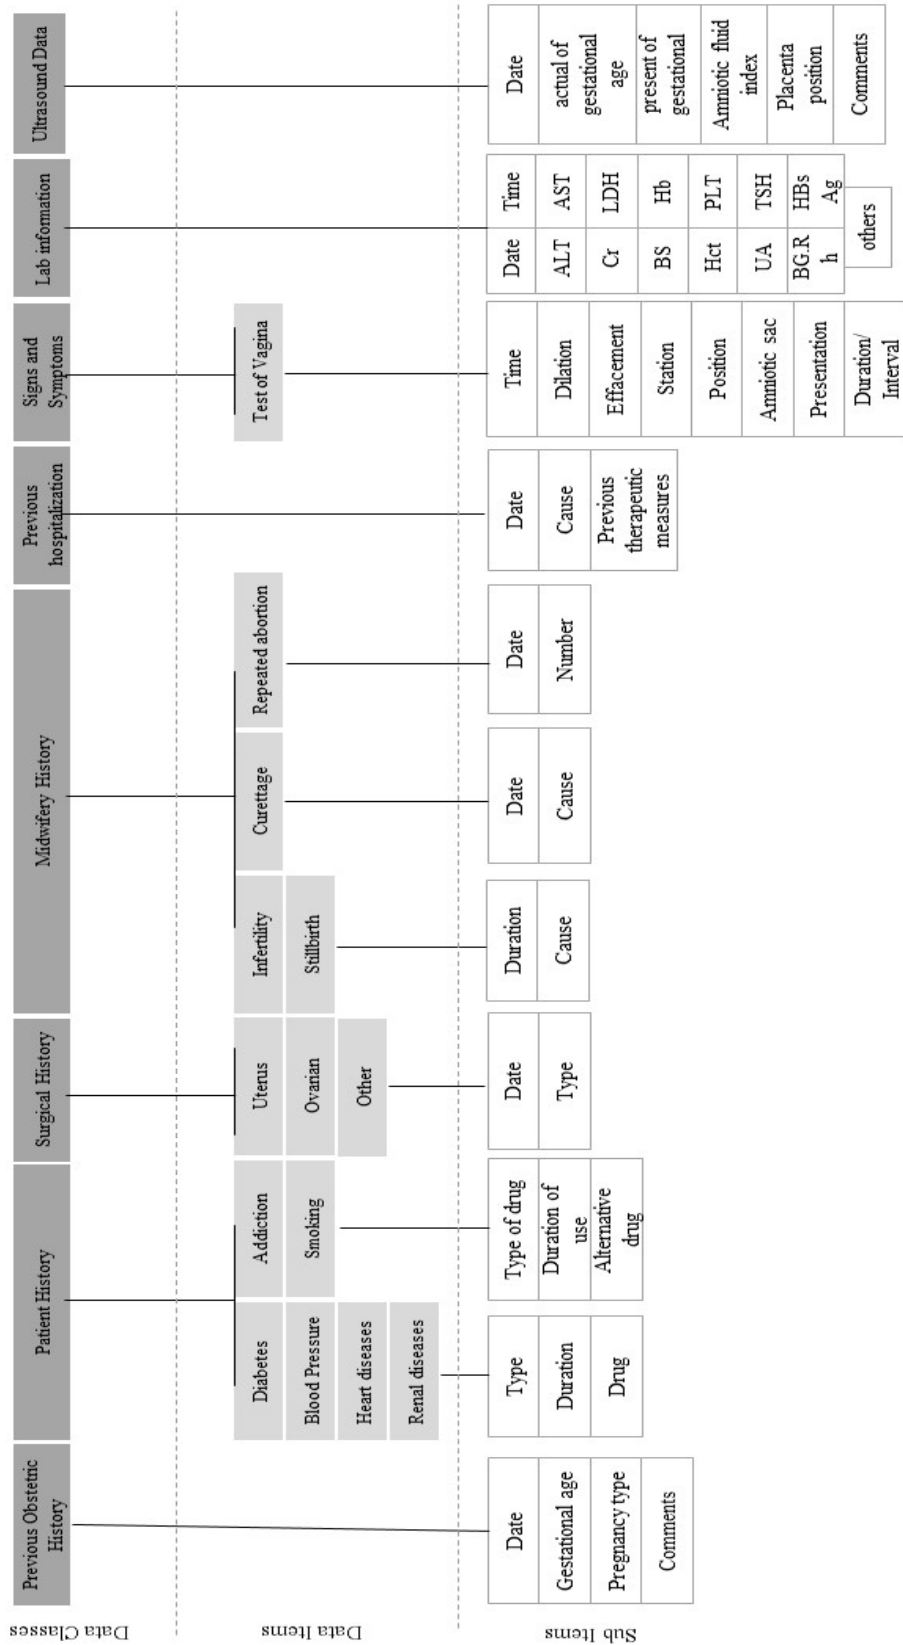 Data Classes
Previous Obstetric
History
Patient History
Surgical History
Midwifery History
Previous
hospitalization
Signs and
Symptoms
Lab information
Ultrasound Data
Data Items
Diabetes
Blood Pressure
Heart diseases
Renal diseases
Addiction
Smoking
Uterus
Ovarian
Other
Infertility
Stillbirth
Curettage
Repeated abortion
Test of Vagina
Sub Items
Date
Gestational age
Pregnancy type
Comments
Type
Duration
Drug
Type of drug
Duration of
use
Alternative
drug
Date
Type
Duration
Cause
Date
Cause
Date
Number
Date
Cause
Previous
therapeutic
measures
Time
Dilation
Effacement
Station
Position
Amniotic sac
Presentation
Duration/
Interval
Date Time
ALT AST
Cr LDH
BS Hb
Hct PLT
UA TSH
BG.R HBs
h Ag
others
Date
actual of
gestational
age
present of
gestational
Amniotic fluid
index
Placenta
position
Comments